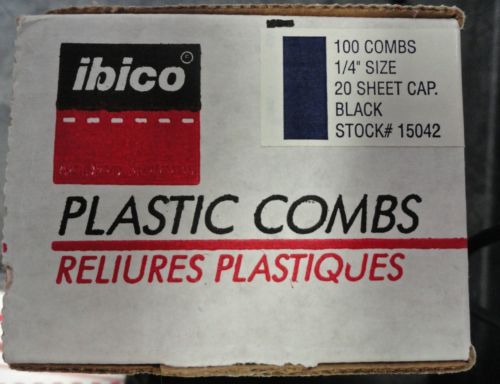 ibico
100 COMBS
1/4" SIZE
20 SHEET CAP.
BLACK
STOCK# 15042
PLASTIC COMBS
RELIURES PLASTIQUES